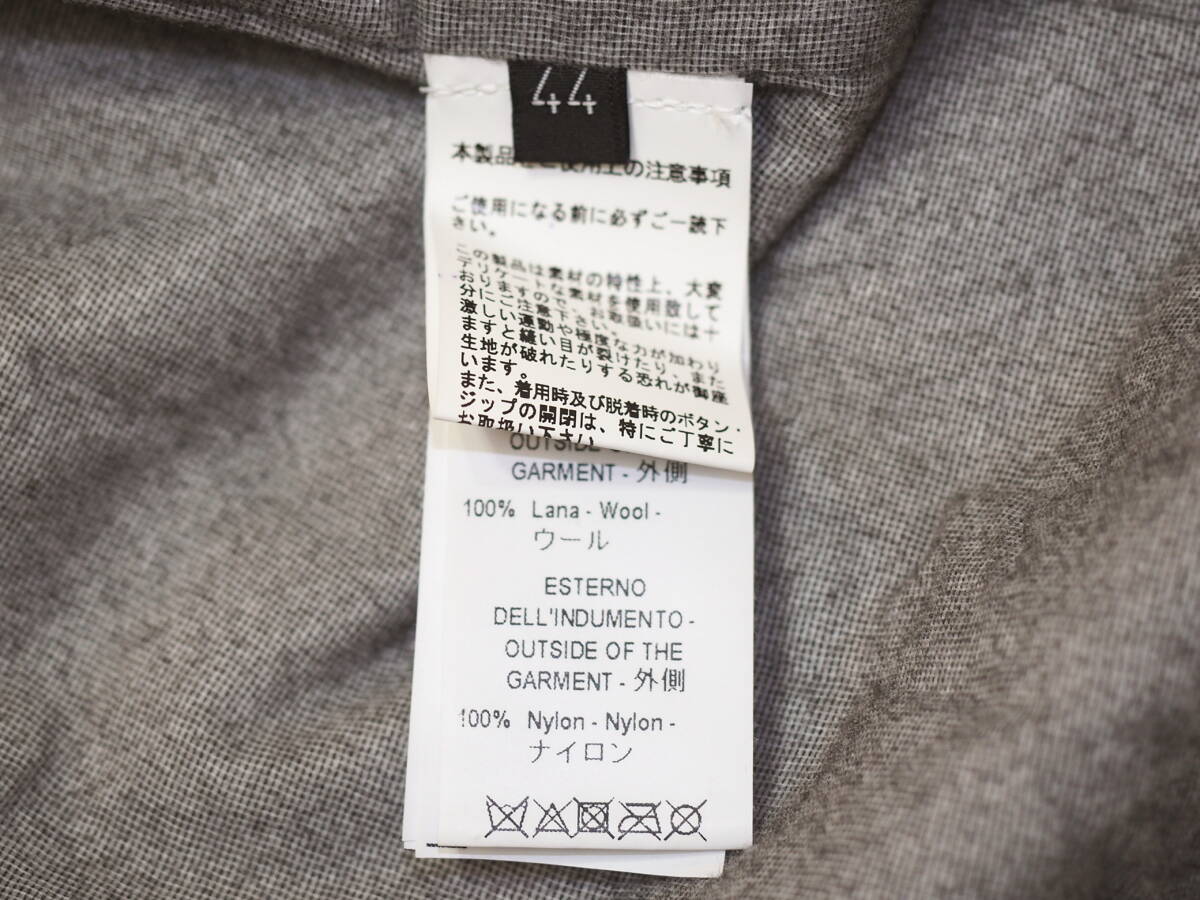 44
本製品 使用上の注意事項
ご使用になる前に必ずご一読下
さい。
この製品は素材の特性上、大変
デリケートな素材を使用致して
おりますので、お取扱いには十
分にご注意下さい。
激しい運動や極度な力が加わり
ますと縫い目が裂けたり、また
生地が破れたりする恐れが御座
います。
また、着用時及び脱着時のボタン・
ジップの開閉は、特にご丁寧に
お取扱い下さい。
OUTSIDE
GARMENT - 外側
100% Lana - Wool -
ウール
ESTERNO
DELL'INDUMENTO -
OUTSIDE OF THE
GARMENT - 外側
100% Nylon - Nylon -
ナイロン